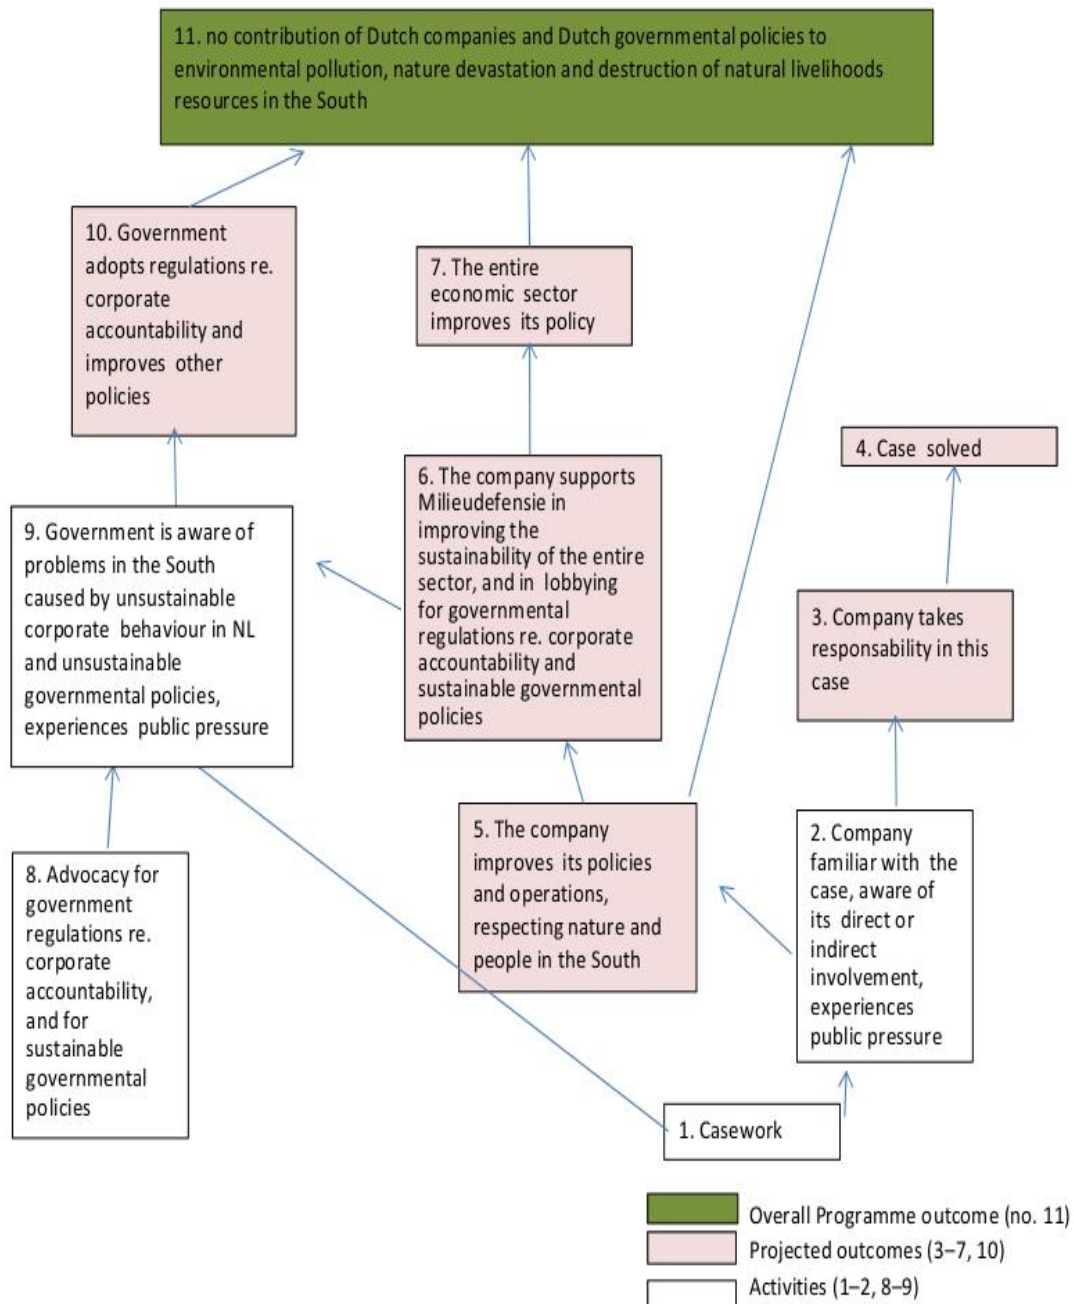 11. no contribution of Dutch companies and Dutch governmental policies to
environmental pollution, nature devastation and destruction of natural livelihoods
resources in the South
10. Government
adopts regulations re.
corporate
accountability and
improves other
policies
7. The entire
economic sector
improves its policy
4. Case solved
6. The company supports
Milieudefensie in
improving the
sustainability of the entire
sector, and in lobbying
for governmental
regulations re. corporate
accountability and
sustainable governmental
policies
9. Government is aware of
problems in the South
caused by unsustainable
corporate behaviour in NL
and unsustainable
governmental policies,
experiences public pressure
3. Company takes
responsability in this
case
5. The company
improves its policies
and operations,
respecting nature and
people in the South
2. Company
familiar with the
case, aware of
its direct or
indirect
involvement,
experiences
public pressure
8. Advocacy for
government
regulations re.
corporate
accountability,
and for
sustainable
governmental
policies
1. Casework
Overall Programme outcome (no. 11)
Projected outcomes (3–7, 10)
Activities (1–2, 8–9)